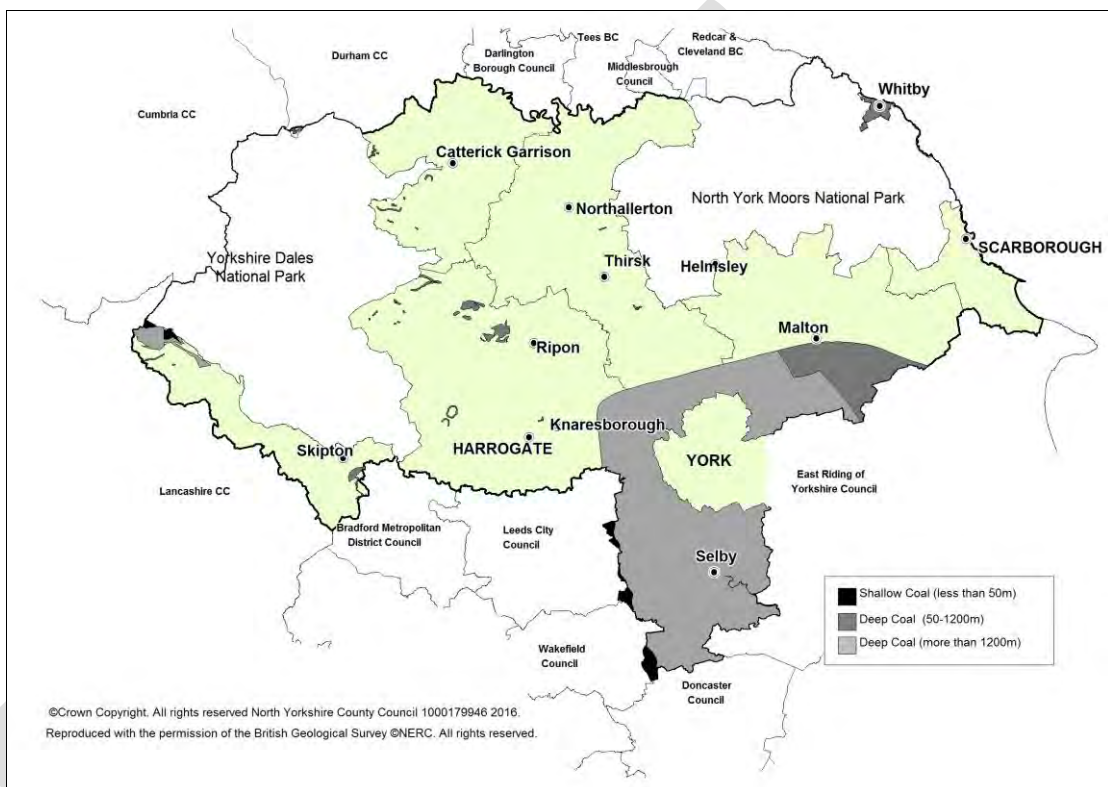 Durham CC
Darlington
Borough Council
Tees BC
Redcar &
Cleveland BC
Middlesbrough
Council
Cumbria CC
Whitby
Catterick Garrison
Northallerton
North York Moors National Park
SCARBOROUGH
Yorkshire Dales
National Park
Thirsk
Helmsley
Malton
Ripon
Knaresborough
HARROGATE
Skipton
YORK
East Riding of
Yorkshire Council
Lancashire CC
Bradford Metropolitan
District Council
Leeds City
Council
Selby
Shallow Coal (less than 50m)
Deep Coal (50-1200m)
Deep Coal (more than 1200m)
Wakefield
Council
Doncaster
Council
©Crown Copyright. All rights reserved North Yorkshire County Council 1000179946 2016.
Reproduced with the permission of the British Geological Survey ©NERC. All rights reserved.